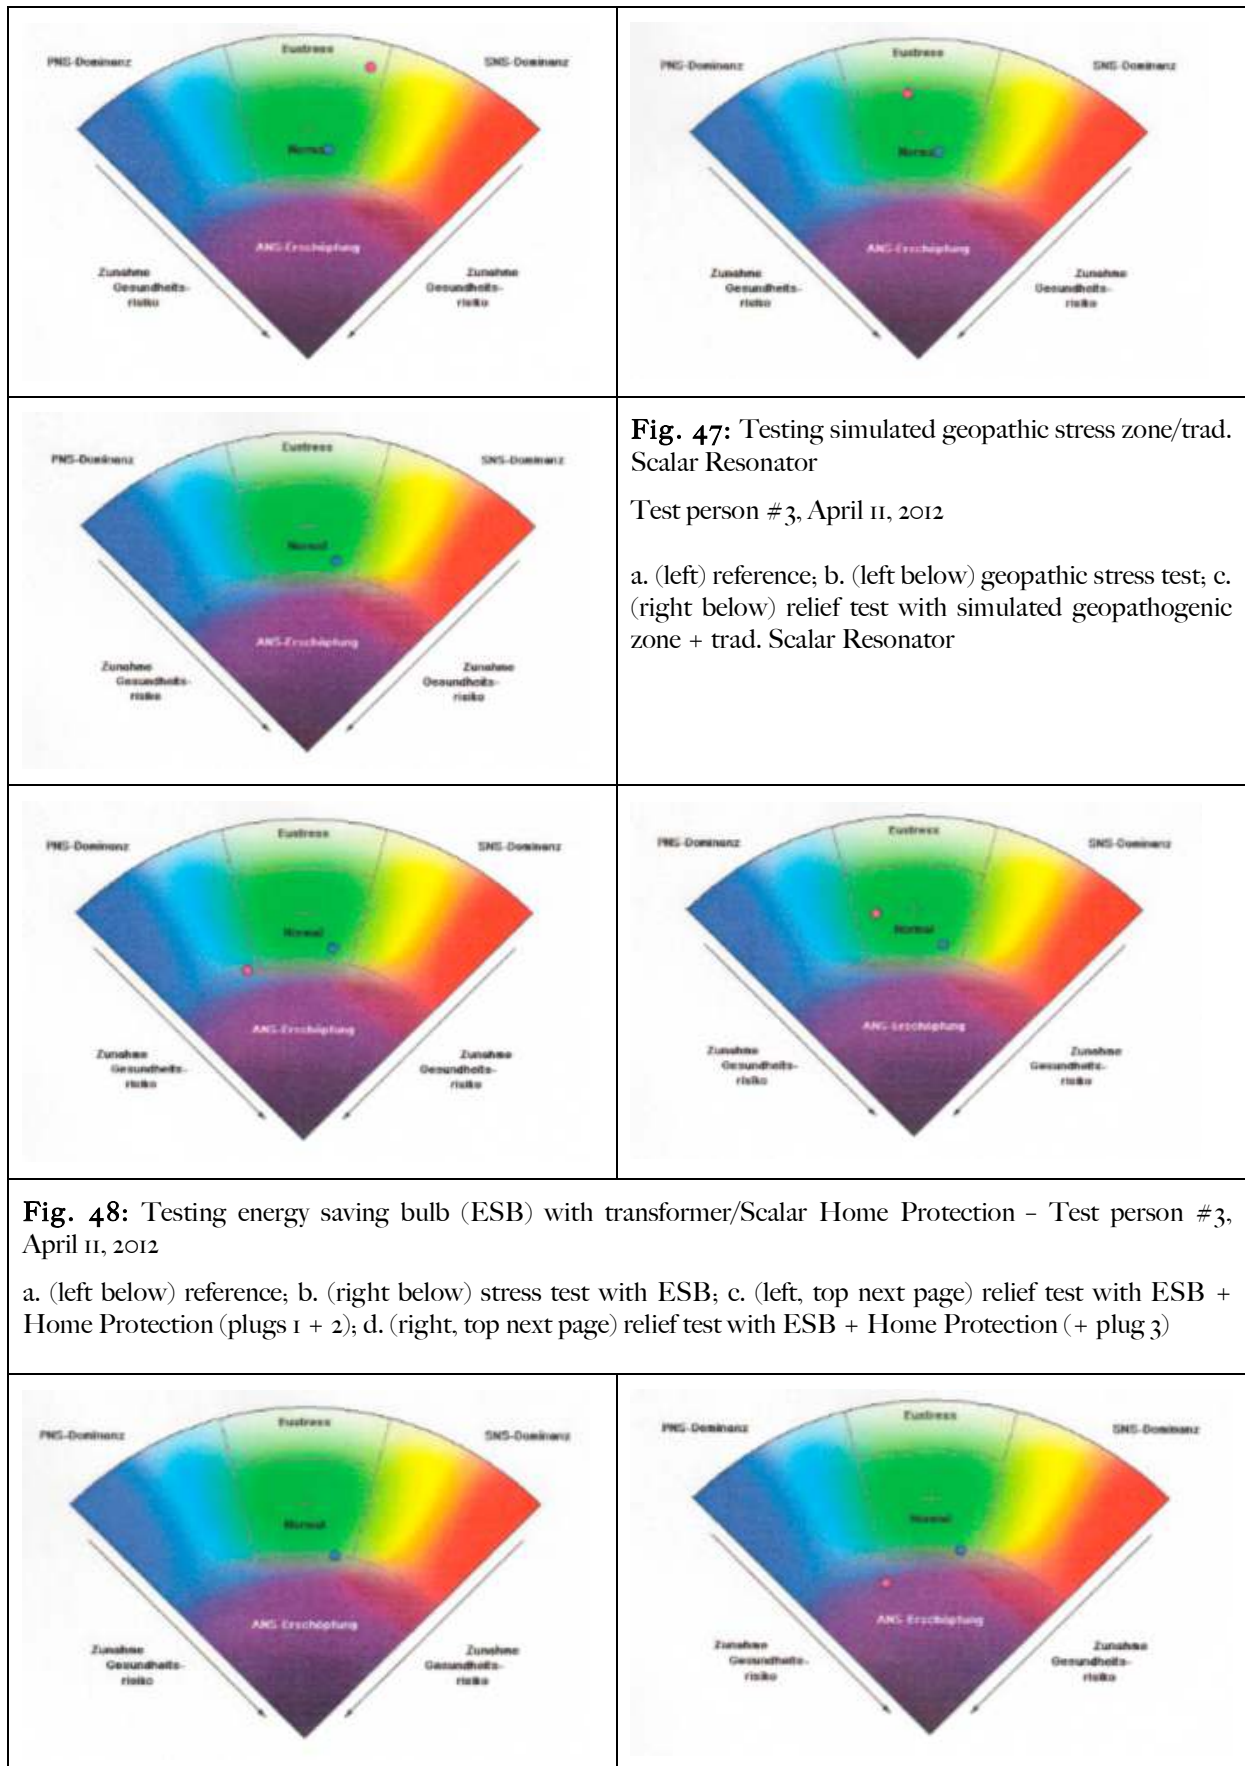 Eustress
PNS-Dominanz
SNS-Dominanz
Normal
ANS-Erschöpfung
Zunahme
Gesundheits-
risiko
Zunahme
Gesundheits-
risiko
Eustress
PNS-Dominanz
SNS-Dominanz
Normal
ANS-Erschöpfung
Zunahme
Gesundheits-
risiko
Zunahme
Gesundheits-
risiko
Eustress
PNS-Dominanz
SNS-Dominanz
Normal
ANS-Erschöpfung
Zunahme
Gesundheits-
risiko
Zunahme
Gesundheits-
risiko
Fig. 47: Testing simulated geopathic stress zone/trad.
Scalar Resonator
Test person #3, April 11, 2012
a. (left) reference; b. (left below) geopathic stress test; c.
(right below) relief test with simulated geopathogenic
zone + trad. Scalar Resonator
Eustress
PNS-Dominanz
SNS-Dominanz
Normal
ANS-Erschöpfung
Zunahme
Gesundheits-
risiko
Zunahme
Gesundheits-
risiko
Eustress
PNS-Dominanz
SNS-Dominanz
Normal
ANS-Erschöpfung
Zunahme
Gesundheits-
risiko
Zunahme
Gesundheits-
risiko
Fig. 48: Testing energy saving bulb (ESB) with transformer/Scalar Home Protection – Test person #3,
April 11, 2012
a. (left below) reference; b. (right below) stress test with ESB; c. (left, top next page) relief test with ESB +
Home Protection (plugs 1 + 2); d. (right, top next page) relief test with ESB + Home Protection (+ plug 3)
Eustress
PNS-Dominanz
SNS-Dominanz
Normal
ANS-Erschöpfung
Zunahme
Gesundheits-
risiko
Zunahme
Gesundheits-
risiko
Eustress
PNS-Dominanz
SNS-Dominanz
Normal
ANS-Erschöpfung
Zunahme
Gesundheits-
risiko
Zunahme
Gesundheits-
risiko